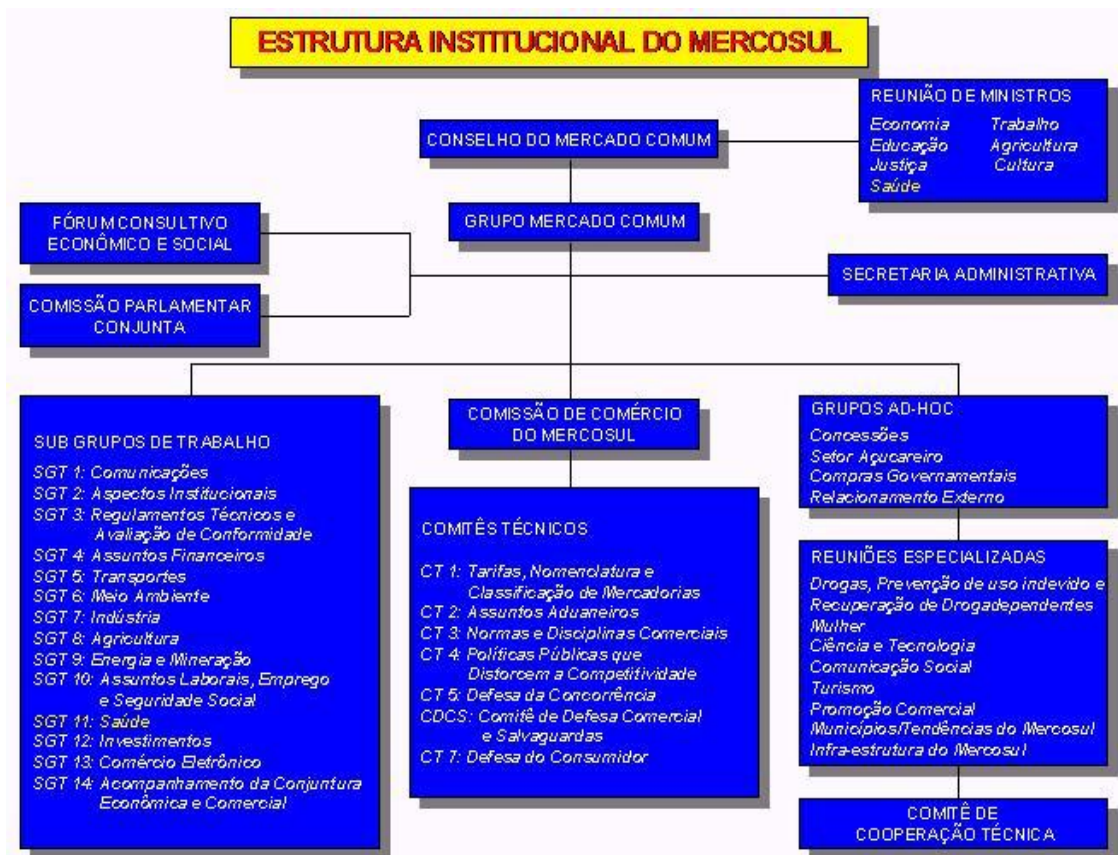 ESTRUTURA INSTITUCIONAL DO MERCOSUL
REUNIÃO DE MINISTROS
Economia Trabalho
Educação Agricultura
Justiça Cultura
Saúde
CONSELHO DO MERCADO COMUM
GRUPO MERCADO COMUM
FÓRUM CONSULTIVO
ECONÔMICO E SOCIAL
SECRETARIA ADMINISTRATIVA
COMISSÃO PARLAMENTAR
CONJUNTA
SUB GRUPOS DE TRABALHO
SGT 1: Comunicações
SGT 2: Aspectos Institucionais
SGT 3: Regulamentos Técnicos e
Avaliação de Conformidade
SGT 4: Assuntos Financeiros
SGT 5: Transportes
SGT 6: Meio Ambiente
SGT 7: Indústria
SGT 8: Agricultura
SGT 9: Energia e Mineração
SGT 10: Assuntos Laborais, Emprego
e Seguridade Social
SGT 11: Saúde
SGT 12: Investimentos
SGT 13: Comércio Eletrônico
SGT 14: Acompanhamento da Conjuntura
Econômica e Comercial
COMISSÃO DE COMÉRCIO
DO MERCOSUL
COMITÊS TÉCNICOS
CT 1: Tarifas, Nomenclatura e
Classificação de Mercadorias
CT 2: Assuntos Aduaneiros
CT 3: Normas e Disciplinas Comerciais
CT 4: Políticas Públicas que
Distorcem a Competitividade
CT 5: Defesa da Concorrência
CDCS: Comitê de Defesa Comercial
e Salvaguardas
CT 7: Defesa do Consumidor
GRUPOS AD-HOC
Concessões
Setor Açucareiro
Compras Governamentais
Relacionamento Externo
REUNIÕES ESPECIALIZADAS
Drogas, Prevenção de uso indevido e
Recuperação de Drogadependentes
Mulher
Ciência e Tecnologia
Comunicação Social
Turismo
Promoção Comercial
Municípios/Tendências do Mercosul
Infra-estrutura do Mercosul
COMITÊ DE
COOPERAÇÃO TÉCNICA